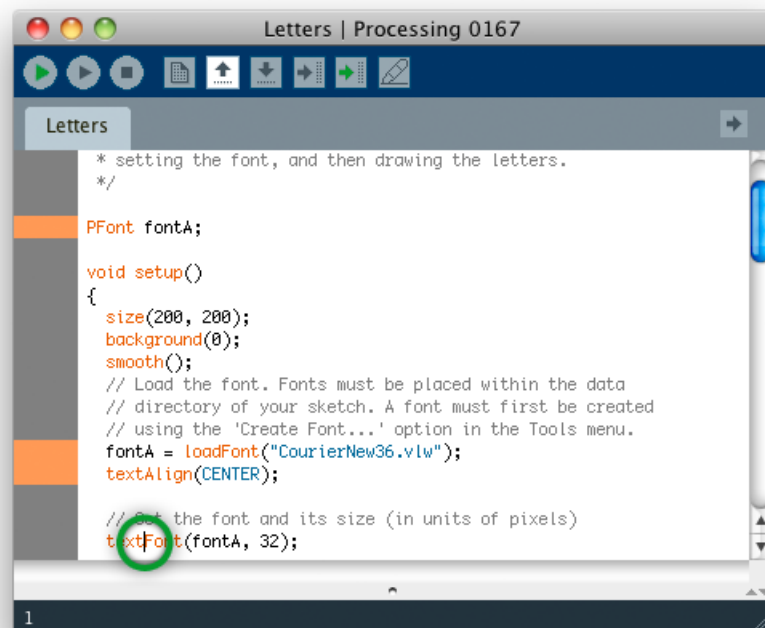 Letters | Processing 0167
Letters
* setting the font, and then drawing the letters.
*/
PFont fontA;
void setup()
{
size(200, 200);
background(0);
smooth();
// Load the font. Fonts must be placed within the data
// directory of your sketch. A font must first be created
// using the 'Create Font...' option in the Tools menu.
fontA = loadFont("CourierNew36.vlw");
textAlign(CENTER);
// Set the font and its size (in units of pixels)
textFont(fontA, 32);
1